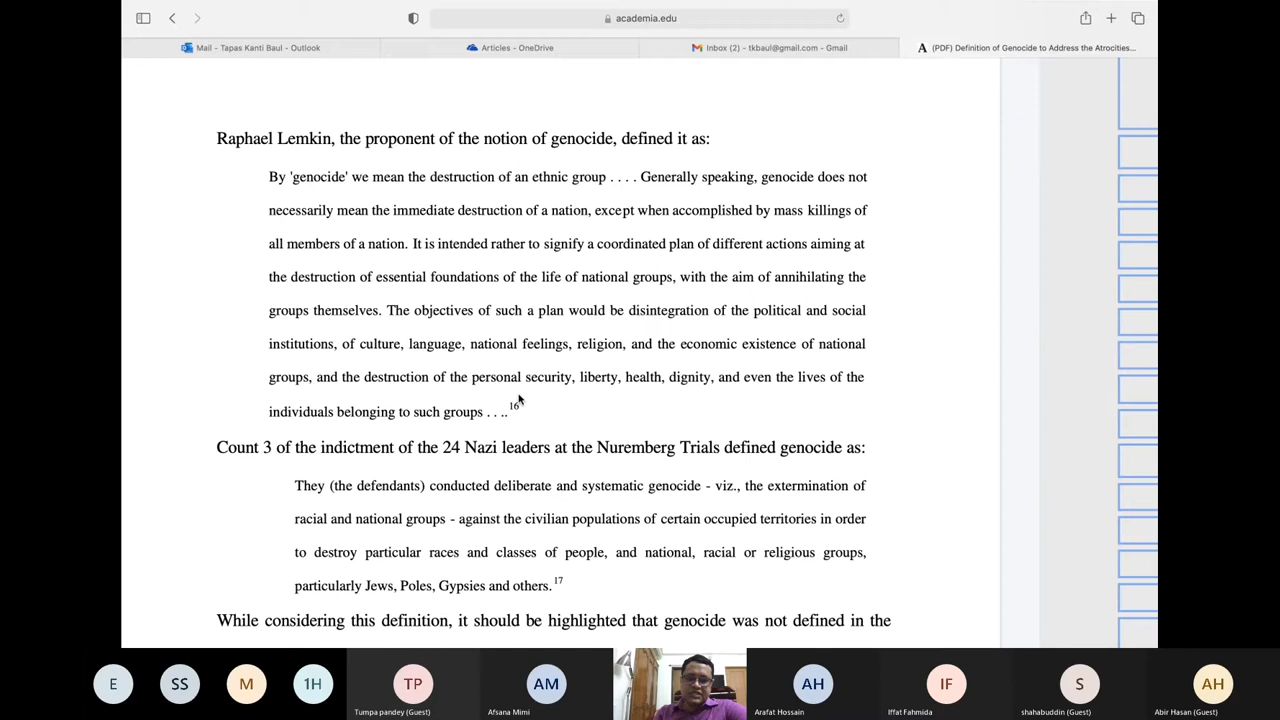 academia.edu
Mail - Tapas Kanti Baul - Outlook
Articles - OneDrive
Inbox (2) - tkbaul@gmail.com - Gmail
A (PDF) Definition of Genocide to Address the Atrocities...
Raphael Lemkin, the proponent of the notion of genocide, defined it as:
By 'genocide' we mean the destruction of an ethnic group . . . . Generally speaking, genocide does not
necessarily mean the immediate destruction of a nation, except when accomplished by mass killings of
all members of a nation. It is intended rather to signify a coordinated plan of different actions aiming at
the destruction of essential foundations of the life of national groups, with the aim of annihilating the
groups themselves. The objectives of such a plan would be disintegration of the political and social
institutions, of culture, language, national feelings, religion, and the economic existence of national
groups, and the destruction of the personal security, liberty, health, dignity, and even the lives of the
individuals belonging to such groups . . ..16
Count 3 of the indictment of the 24 Nazi leaders at the Nuremberg Trials defined genocide as:
They (the defendants) conducted deliberate and systematic genocide - viz., the extermination of
racial and national groups - against the civilian populations of certain occupied territories in order
to destroy particular races and classes of people, and national, racial or religious groups,
particularly Jews, Poles, Gypsies and others.17
While considering this definition, it should be highlighted that genocide was not defined in the
E
SS
M
1H
TP
AM
AH
IF
S
AH
Tumpa pandey (Guest)
Afsana Mimi
Arafat Hossain
Iffat Fahmida
shahabuddin (Guest)
Abir Hasan (Guest)